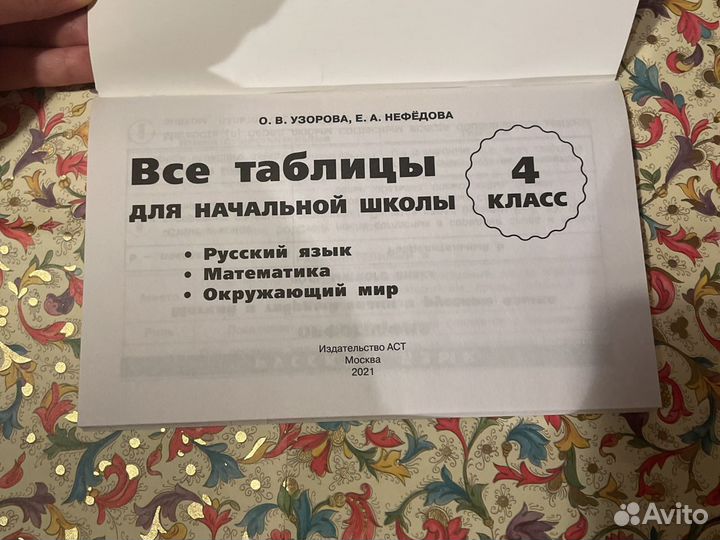 О. В. УЗОРОВА, Е. А. НЕФЁДОВА
Все таблицы
для начальной школы
4
класс
• Русский язык
• Математика
• Окружающий мир
Издательство АСТ
Москва
2021
Avito